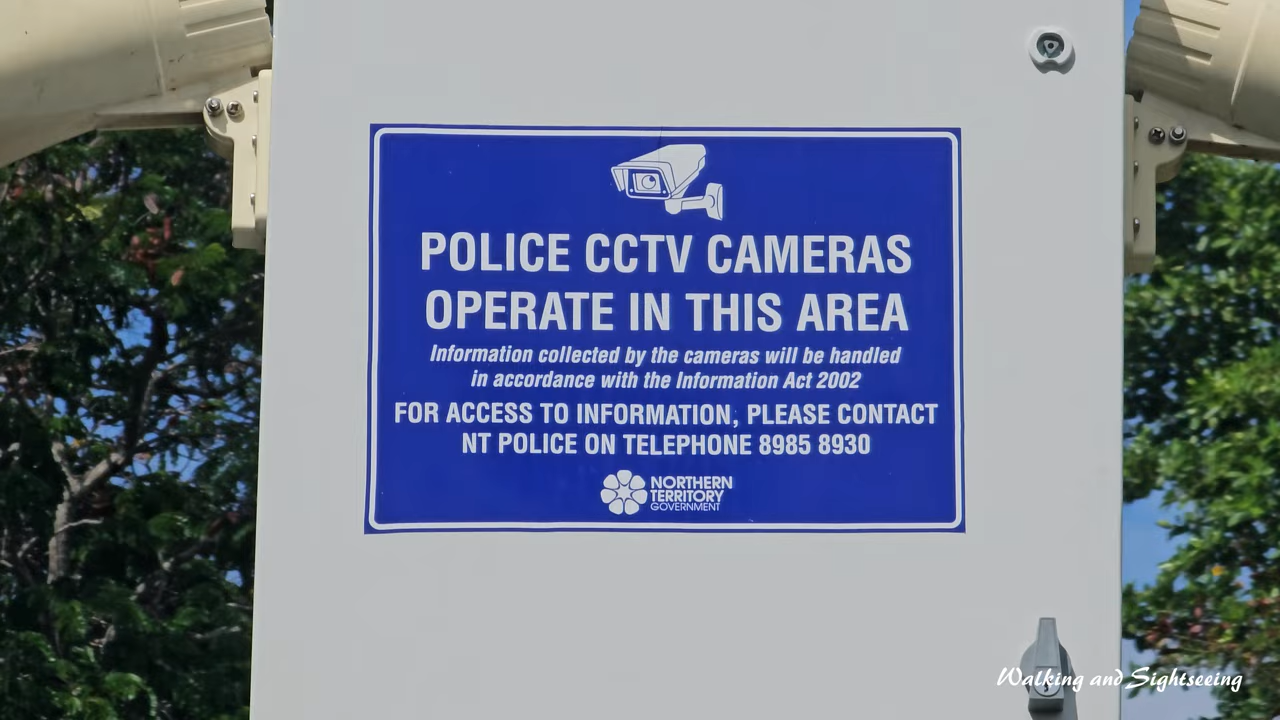 POLICE CCTV CAMERAS
OPERATE IN THIS AREA
Information collected by the cameras will be handled
in accordance with the Information Act 2002
FOR ACCESS TO INFORMATION, PLEASE CONTACT
NT POLICE ON TELEPHONE 8985 8930
NORTHERN
TERRITORY
GOVERNMENT
Walking and Sightseeing